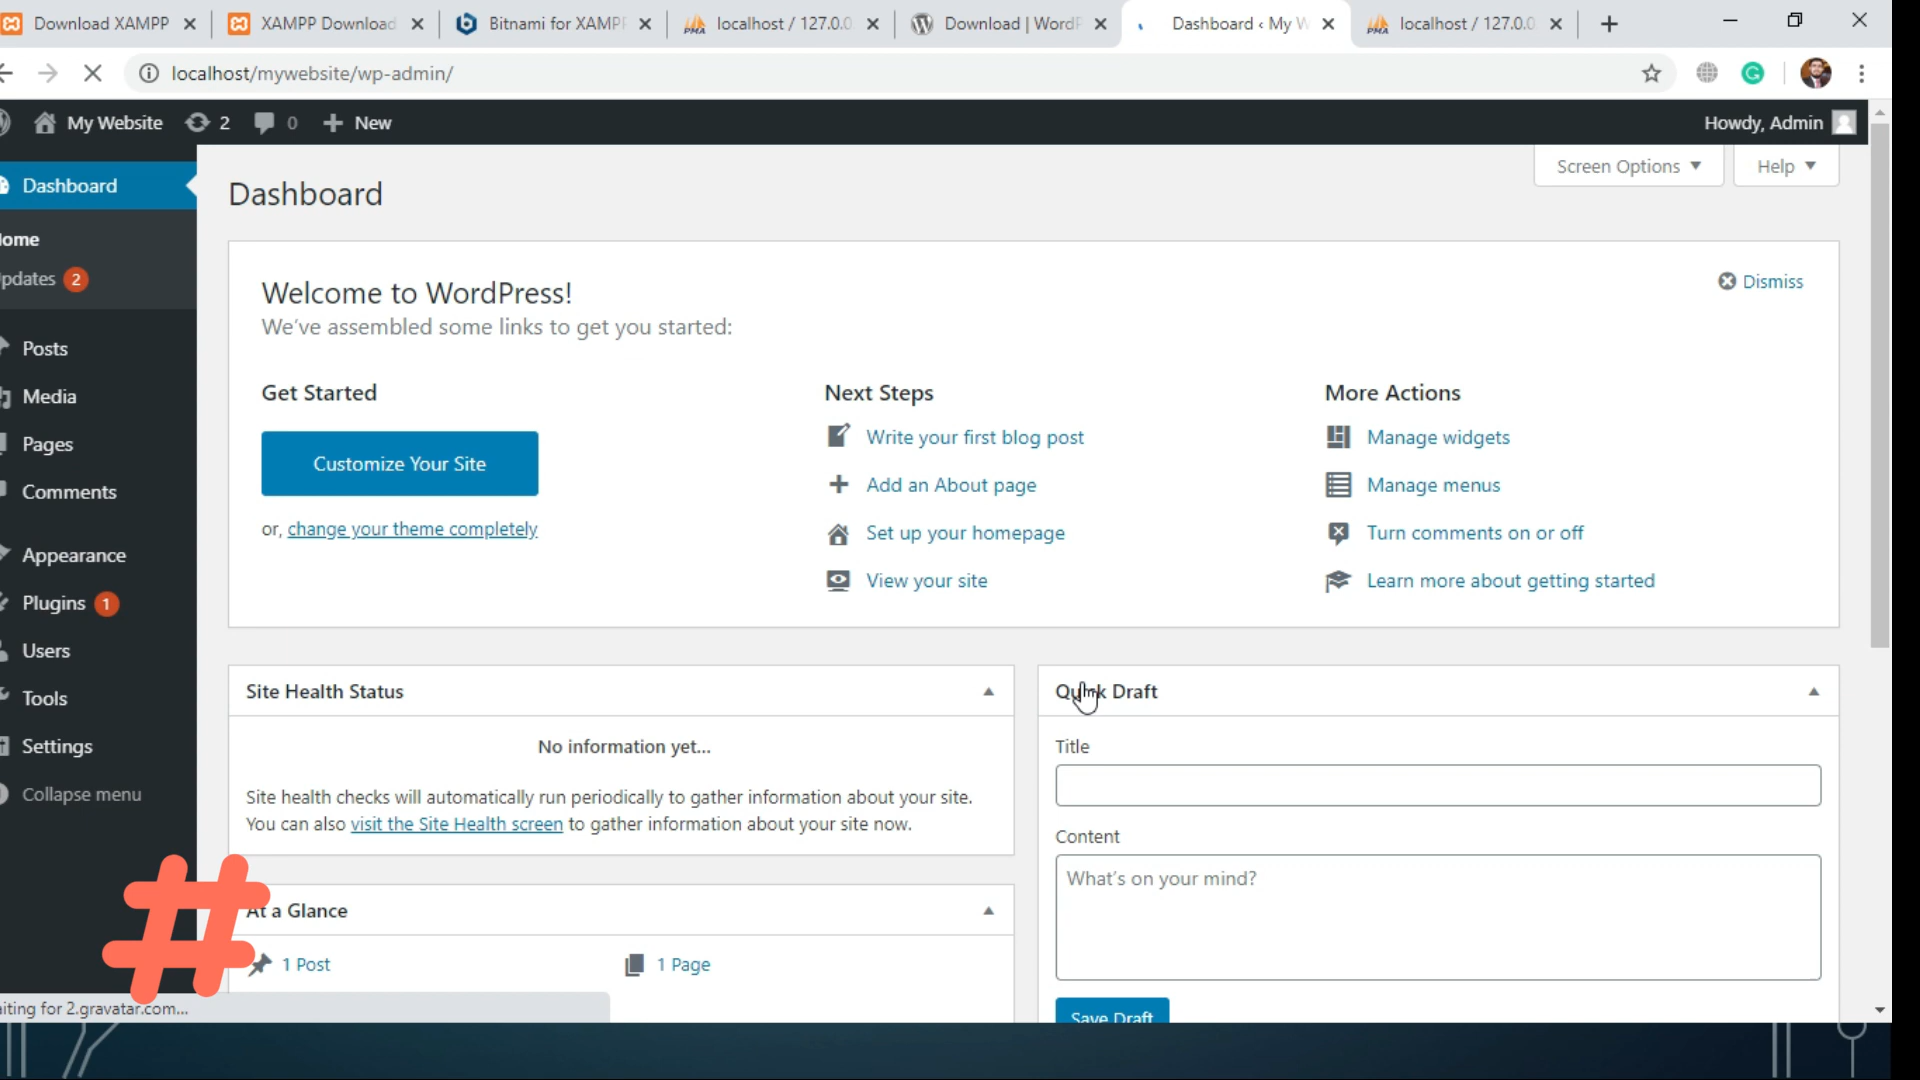 Download XAMPP
XAMPP Download
Bitnami for XAMPP
localhost / 127.0.0
Download | WordP
Dashboard ‹ My W
localhost / 127.0.0
localhost/mywebsite/wp-admin/
My Website
2
0
New
Howdy, Admin
Screen Options
Help
Dashboard
Dashboard
ome
pdates 2
Posts
Media
Pages
Comments
Appearance
Plugins 1
Users
Tools
Settings
Collapse menu
Welcome to WordPress!
Dismiss
We've assembled some links to get you started:
Get Started
Customize Your Site
or, change your theme completely
Next Steps
Write your first blog post
Add an About page
Set up your homepage
View your site
More Actions
Manage widgets
Manage menus
Turn comments on or off
Learn more about getting started
Site Health Status
No information yet...
Site health checks will automatically run periodically to gather information about your site.
You can also visit the Site Health screen to gather information about your site now.
At a Glance
1 Post
1 Page
Quick Draft
Title
Content
What's on your mind?
Save Draft
aiting for 2.gravatar.com...
#